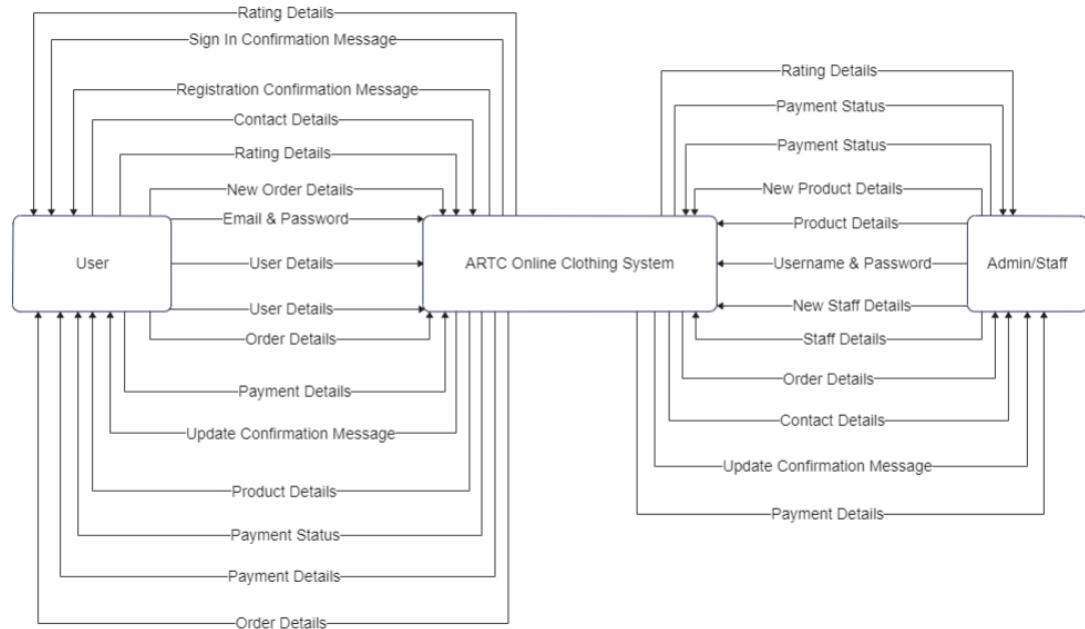 Rating Details
Sign In Confirmation Message
Registration Confirmation Message
Contact Details
Rating Details
New Order Details
Email & Password
User
User Details
User Details
Order Details
Payment Details
Update Confirmation Message
Product Details
Payment Status
Payment Details
Order Details
ARTC Online Clothing System
Rating Details
Payment Status
Payment Status
New Product Details
Product Details
Username & Password
New Staff Details
Staff Details
Order Details
Contact Details
Update Confirmation Message
Payment Details
Admin/Staff